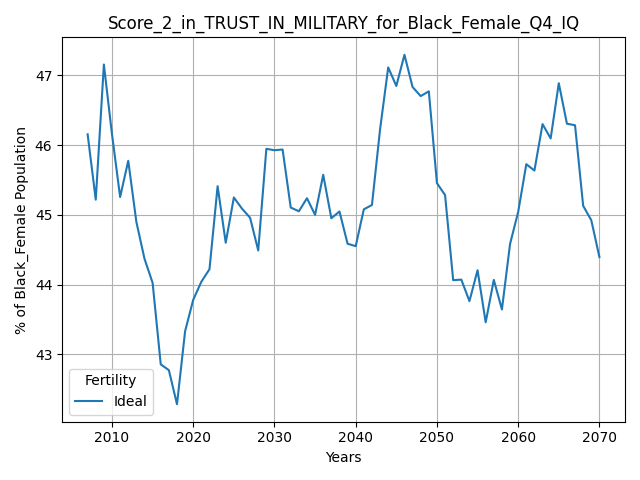 Score_2_in_TRUST_IN_MILITARY_for_Black_Female_Q4_IQ
% of Black_Female Population
47
46
45
44
43
Fertility
Ideal
2010 2020 2030 2040 2050 2060 2070
Years